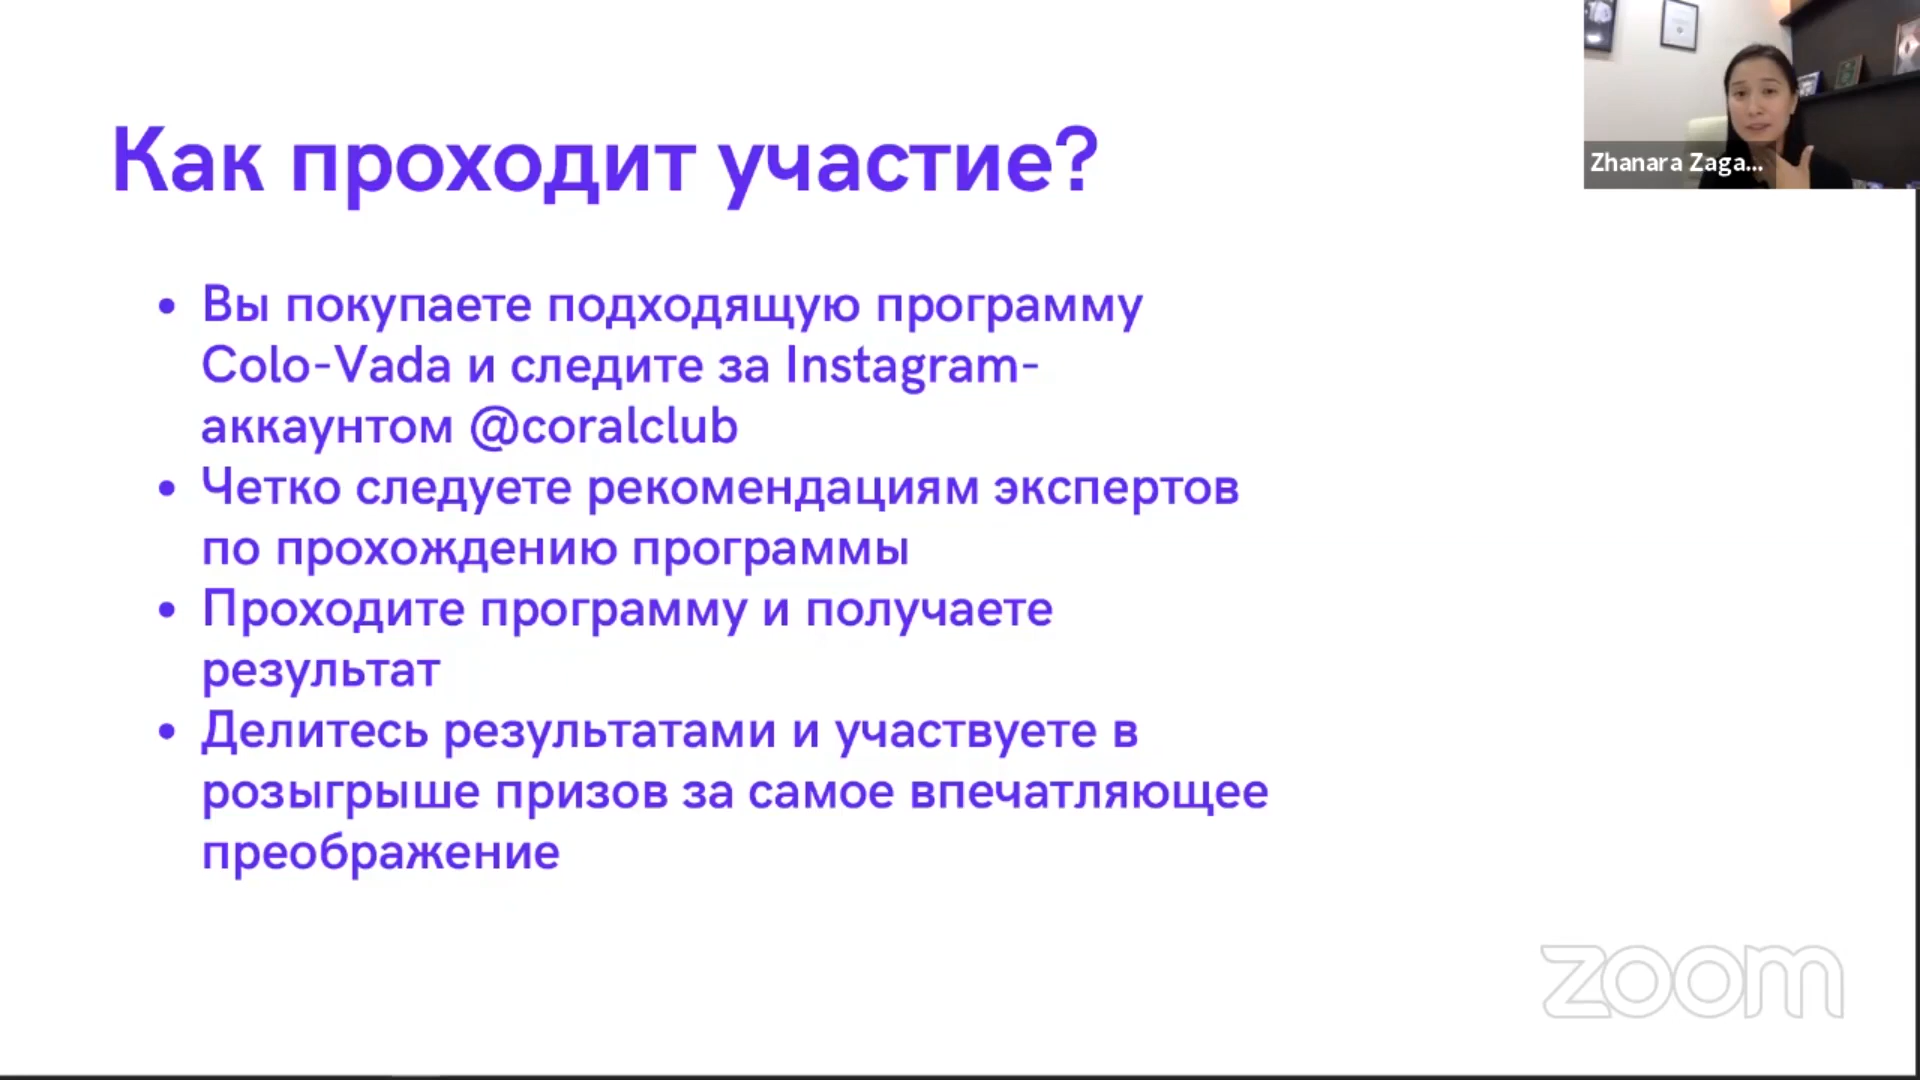 Как проходит участие?
• Вы покупаете подходящую программу
Colo-Vada и следите за Instagram-
аккаунтом @coralclub
• Четко следуете рекомендациям экспертов
по прохождению программы
• Проходите программу и получаете
результат
• Делитесь результатами и участвуете в
розыгрыше призов за самое впечатляющее
преображение
Zhanara Zaga...
zoom